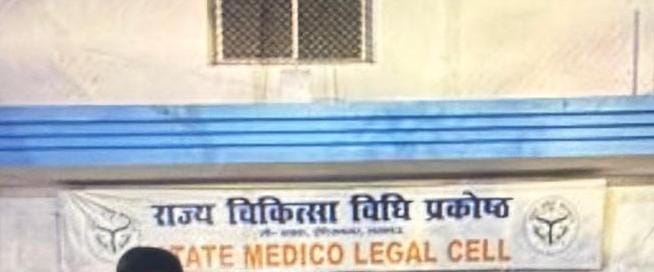 राज्य चिकित्सा विधि प्रकोष्ठ
TATE MEDICO LEGAL CELL